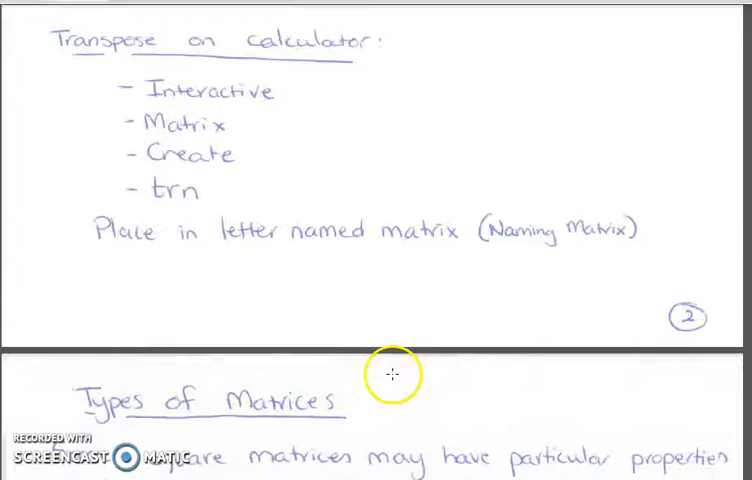 Transpose on calculator:
- Interactive
- Matrix
- Create
- trn
Place in letter named matrix (Naming Matrix)
2
Types of Matrices
square matrices may have particular properties
RECORDED WITH
SCREENCAST MATIC